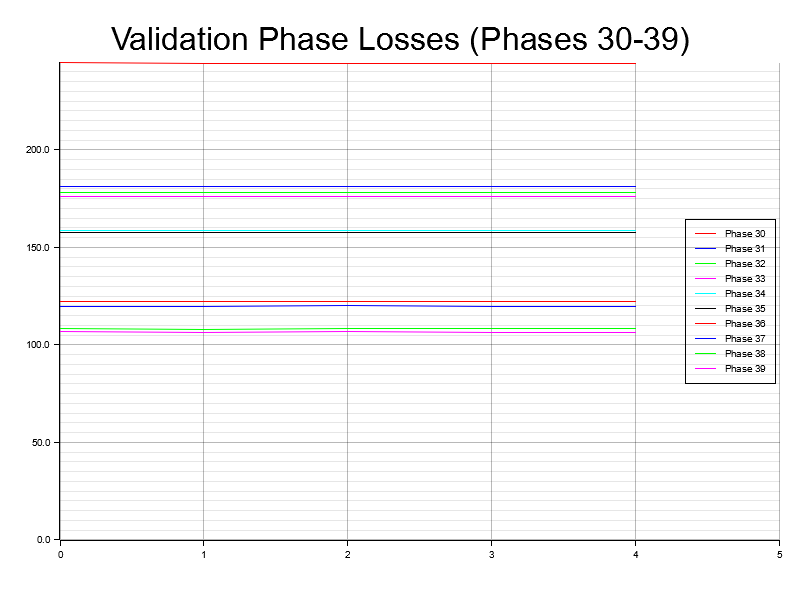 Validation Phase Losses (Phases 30-39)
200.0
150.0
100.0
50.0
0.0
0 1 2 3 4 5
Phase 30
Phase 31
Phase 32
Phase 33
Phase 34
Phase 35
Phase 36
Phase 37
Phase 38
Phase 39